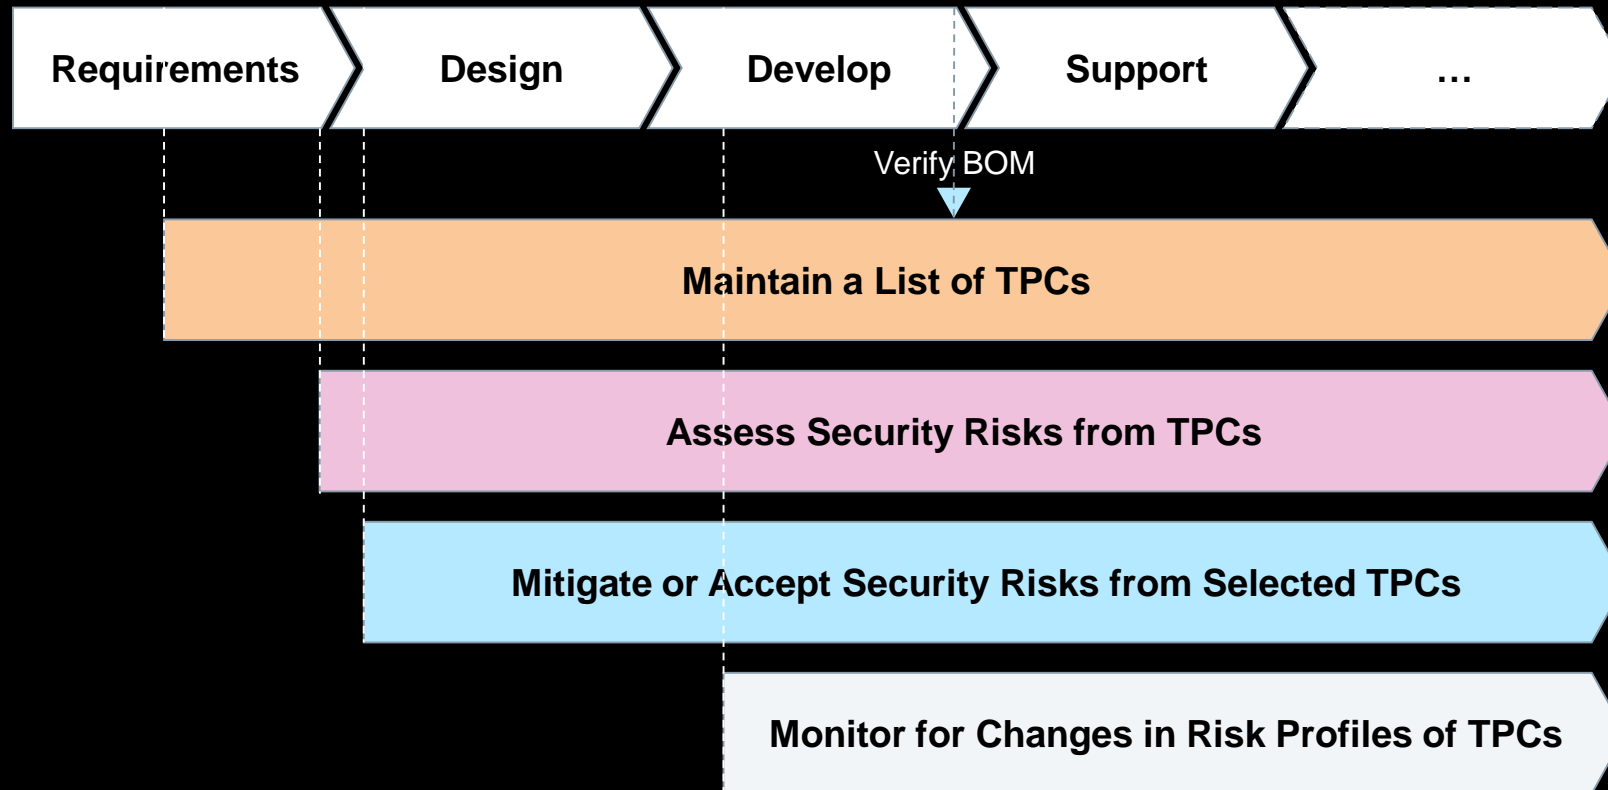 Requirements
Design
Develop
Support
...
Verify BOM
Maintain a List of TPCs
Assess Security Risks from TPCs
Mitigate or Accept Security Risks from Selected TPCs
Monitor for Changes in Risk Profiles of TPCs